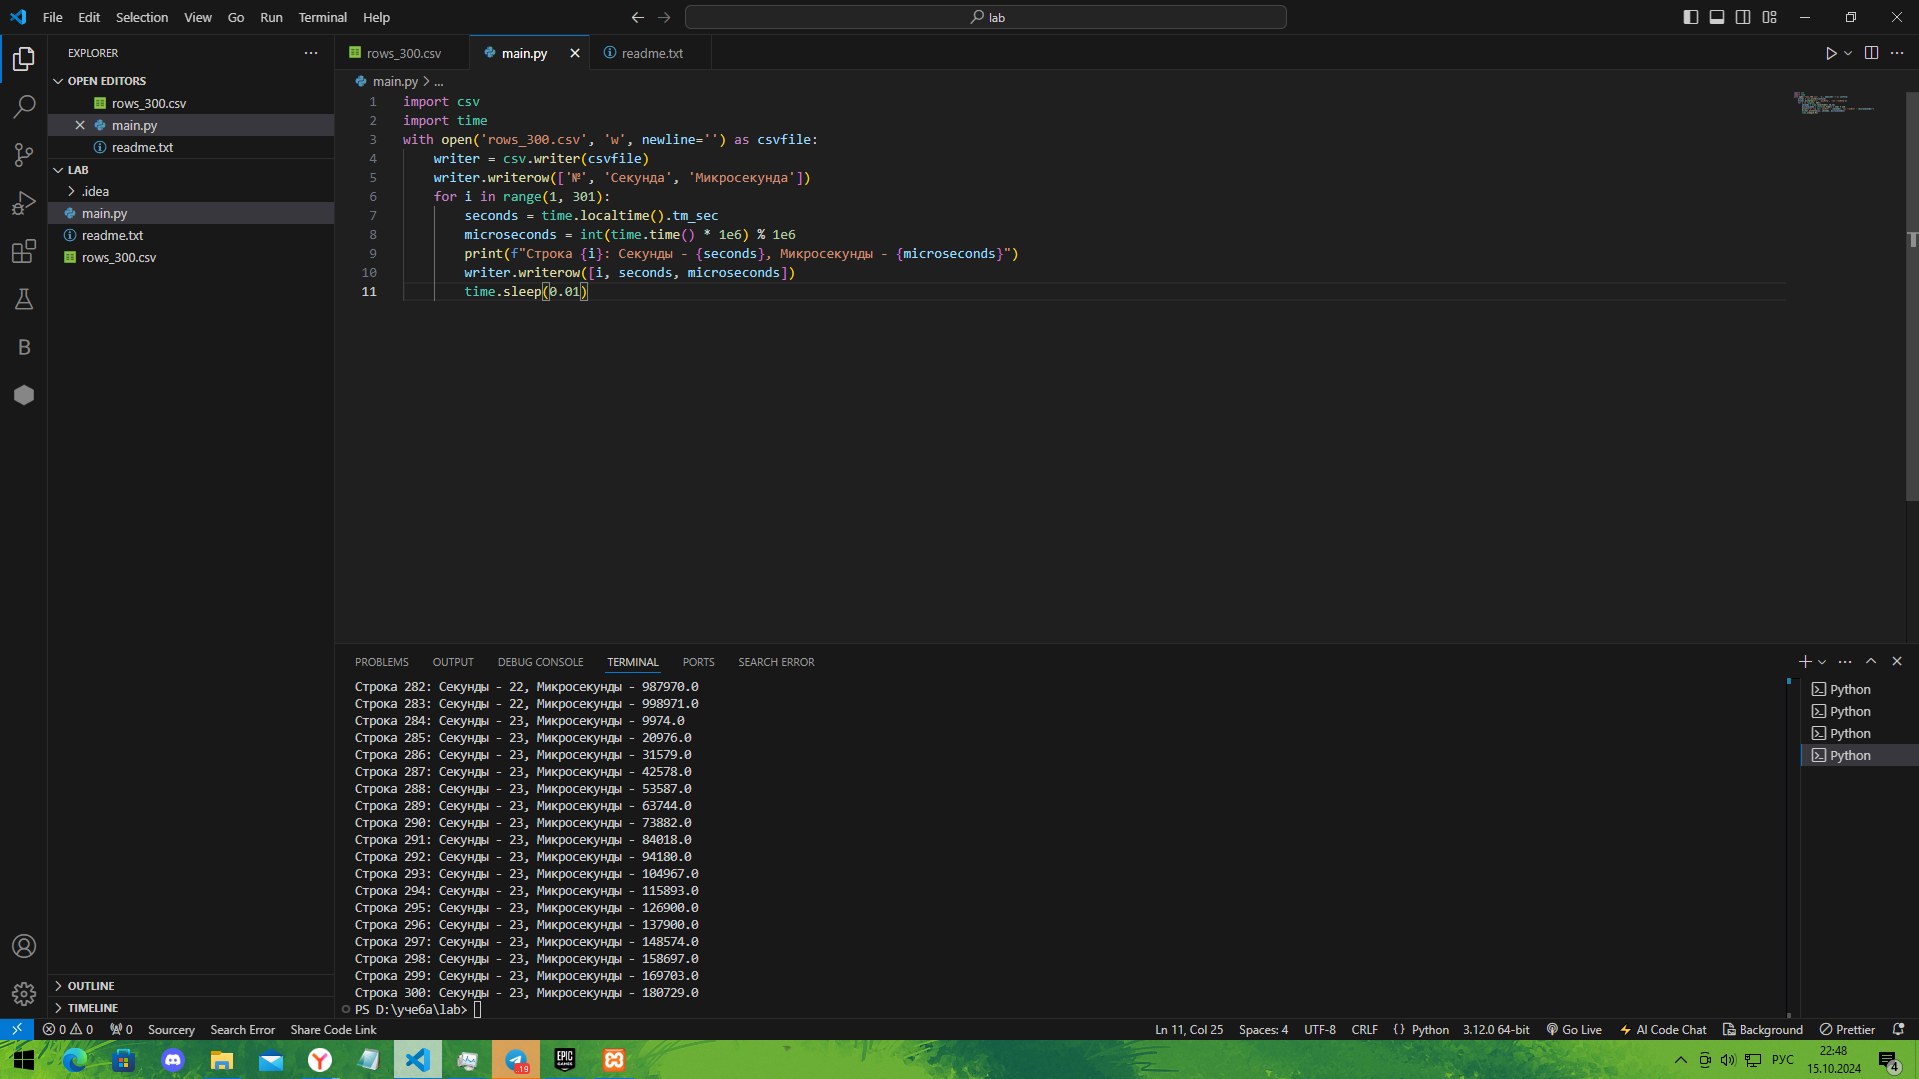 File Edit Selection View Go Run Terminal Help
lab
EXPLORER
OPEN EDITORS
rows_300.csv
main.py
readme.txt
LAB
.idea
main.py
readme.txt
rows_300.csv
OUTLINE
TIMELINE
rows_300.csv main.py readme.txt
main.py > ...
1 import csv
2 import time
3 with open('rows_300.csv', 'w', newline='') as csvfile:
4 writer = csv.writer(csvfile)
5 writer.writerow(['№', 'Секунда', 'Микросекунда'])
6 for i in range(1, 301):
7 seconds = time.localtime().tm_sec
8 microseconds = int(time.time() * 1e6) % 1e6
9 print(f"Строка {i}: Секунды - {seconds}, Микросекунды - {microseconds}")
10 writer.writerow([i, seconds, microseconds])
11 time.sleep(0.01)
PROBLEMS OUTPUT DEBUG CONSOLE TERMINAL PORTS SEARCH ERROR
Строка 282: Секунды - 22, Микросекунды - 987970.0
Строка 283: Секунды - 22, Микросекунды - 998971.0
Строка 284: Секунды - 23, Микросекунды - 9974.0
Строка 285: Секунды - 23, Микросекунды - 20976.0
Строка 286: Секунды - 23, Микросекунды - 31579.0
Строка 287: Секунды - 23, Микросекунды - 42578.0
Строка 288: Секунды - 23, Микросекунды - 53587.0
Строка 289: Секунды - 23, Микросекунды - 63744.0
Строка 290: Секунды - 23, Микросекунды - 73882.0
Строка 291: Секунды - 23, Микросекунды - 84018.0
Строка 292: Секунды - 23, Микросекунды - 94180.0
Строка 293: Секунды - 23, Микросекунды - 104967.0
Строка 294: Секунды - 23, Микросекунды - 115893.0
Строка 295: Секунды - 23, Микросекунды - 126900.0
Строка 296: Секунды - 23, Микросекунды - 137900.0
Строка 297: Секунды - 23, Микросекунды - 148574.0
Строка 298: Секунды - 23, Микросекунды - 158697.0
Строка 299: Секунды - 23, Микросекунды - 169703.0
Строка 300: Секунды - 23, Микросекунды - 180729.0
PS D:\учеба\lab>
Python
Python
Python
Python
0 0 0 Sourcery Search Error Share Code Link Ln 11, Col 25 Spaces: 4 UTF-8 CRLF {} Python 3.12.0 64-bit Go Live AI Code Chat Background Prettier
EPIC GAMES
19
РУС
22:48
15.10.2024
4